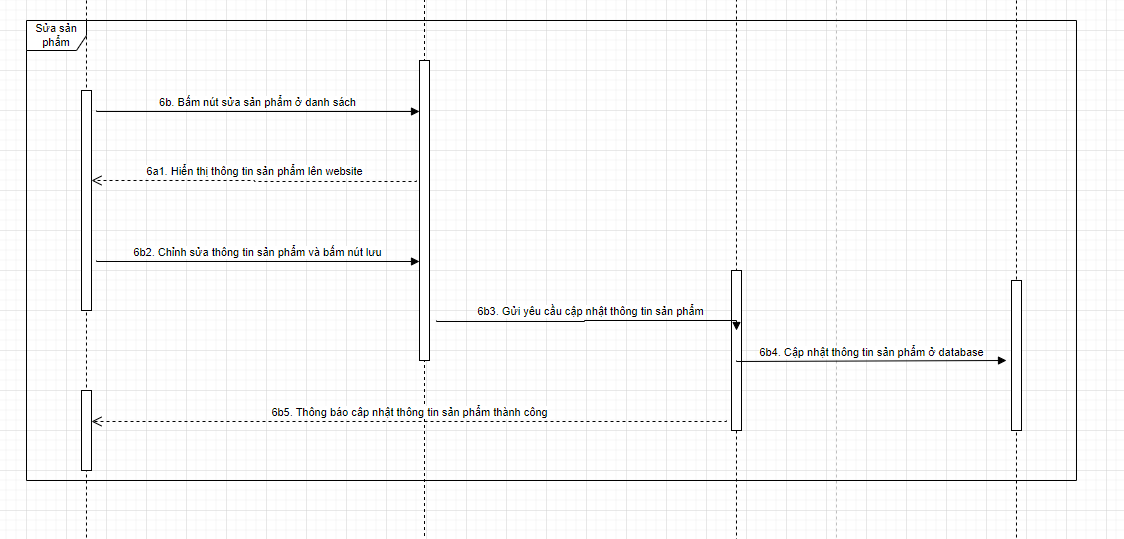 Sửa sản
phẩm
6b. Bấm nút sửa sản phẩm ở danh sách
6a1. Hiển thị thông tin sản phẩm lên website
6b2. Chỉnh sửa thông tin sản phẩm và bấm nút lưu
6b3. Gửi yêu cầu cập nhật thông tin sản phẩm
6b4. Cập nhật thông tin sản phẩm ở database
6b5. Thông báo cập nhật thông tin sản phẩm thành công